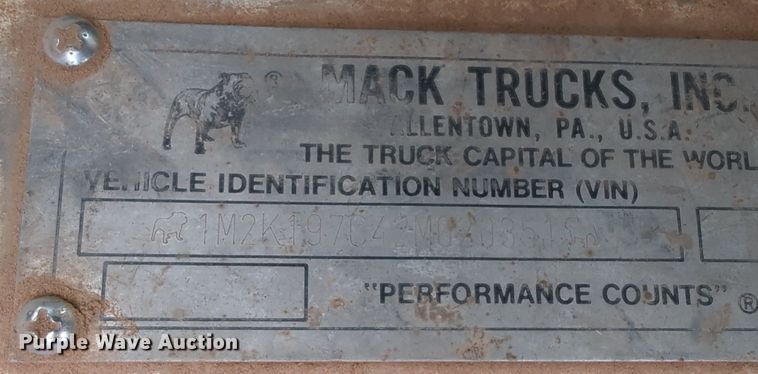 ®
MACK TRUCKS, INC.
ALLENTOWN, PA., U.S.A.
THE TRUCK CAPITAL OF THE WORL
VEHICLE IDENTIFICATION NUMBER (VIN)
"PERFORMANCE COUNTS" ®
Purple Wave Auction